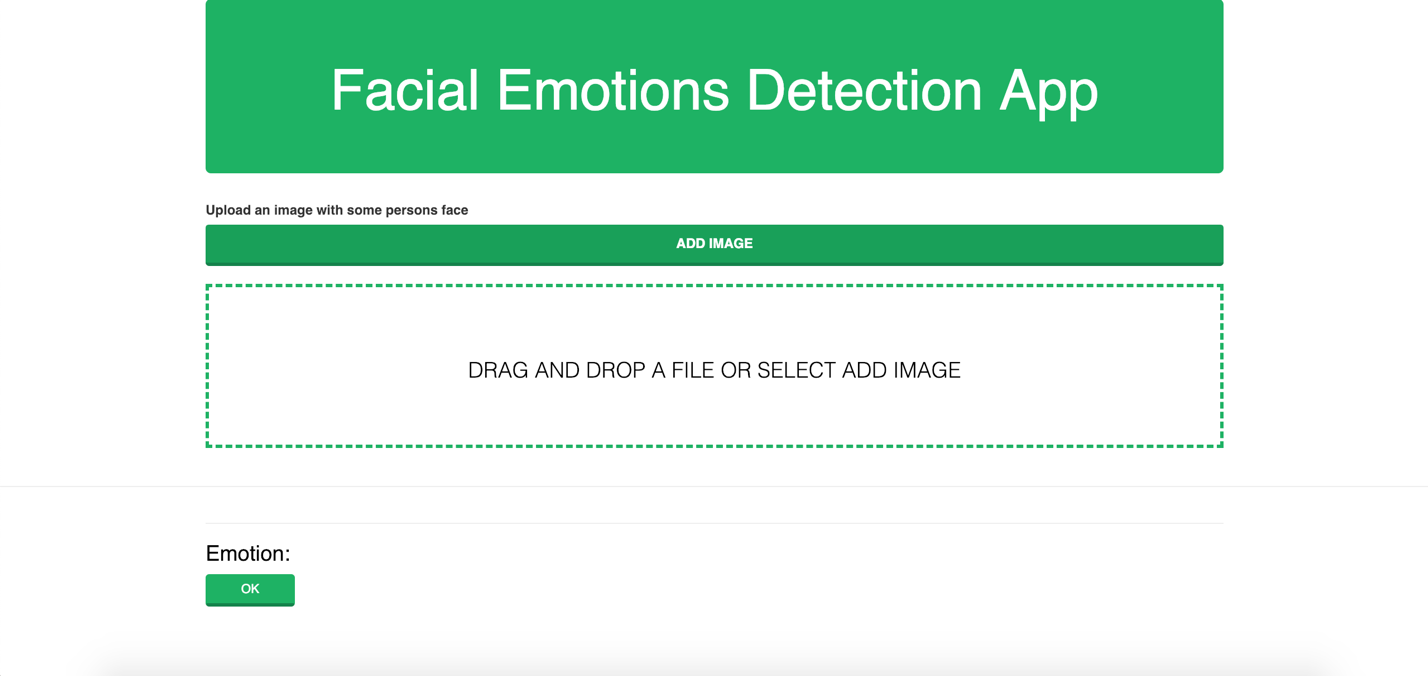 Facial Emotions Detection App
Upload an image with some persons face
ADD IMAGE
DRAG AND DROP A FILE OR SELECT ADD IMAGE
Emotion:
OK